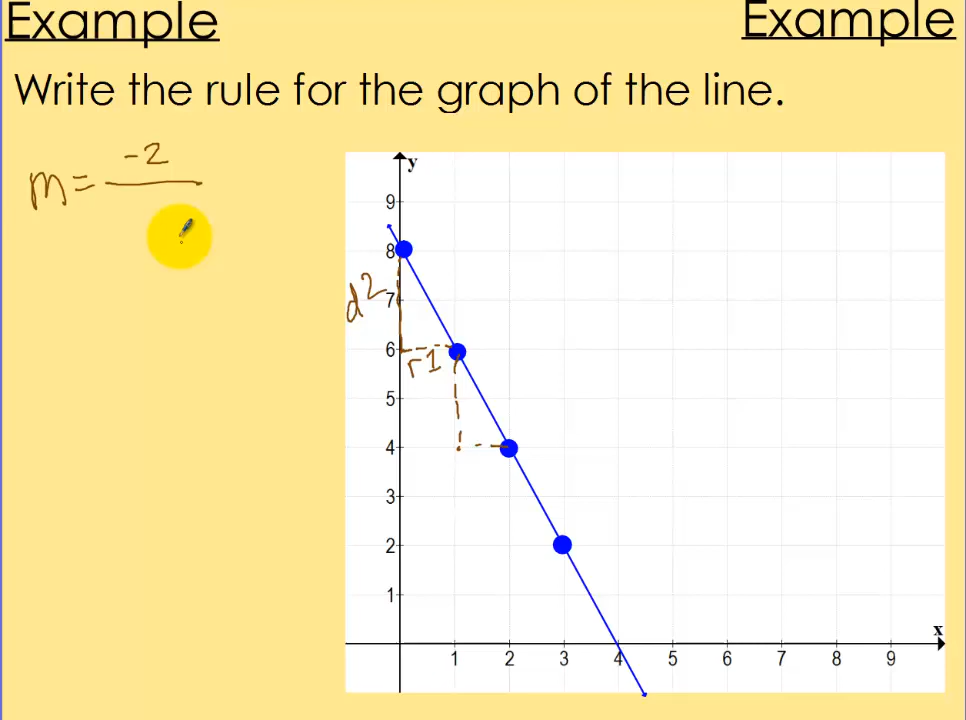 Example Example
Write the rule for the graph of the line.
m= -2
y
9
8
d2
7
6
r1
5
4
3
2
1
x
1 2 3 4 5 6 7 8 9